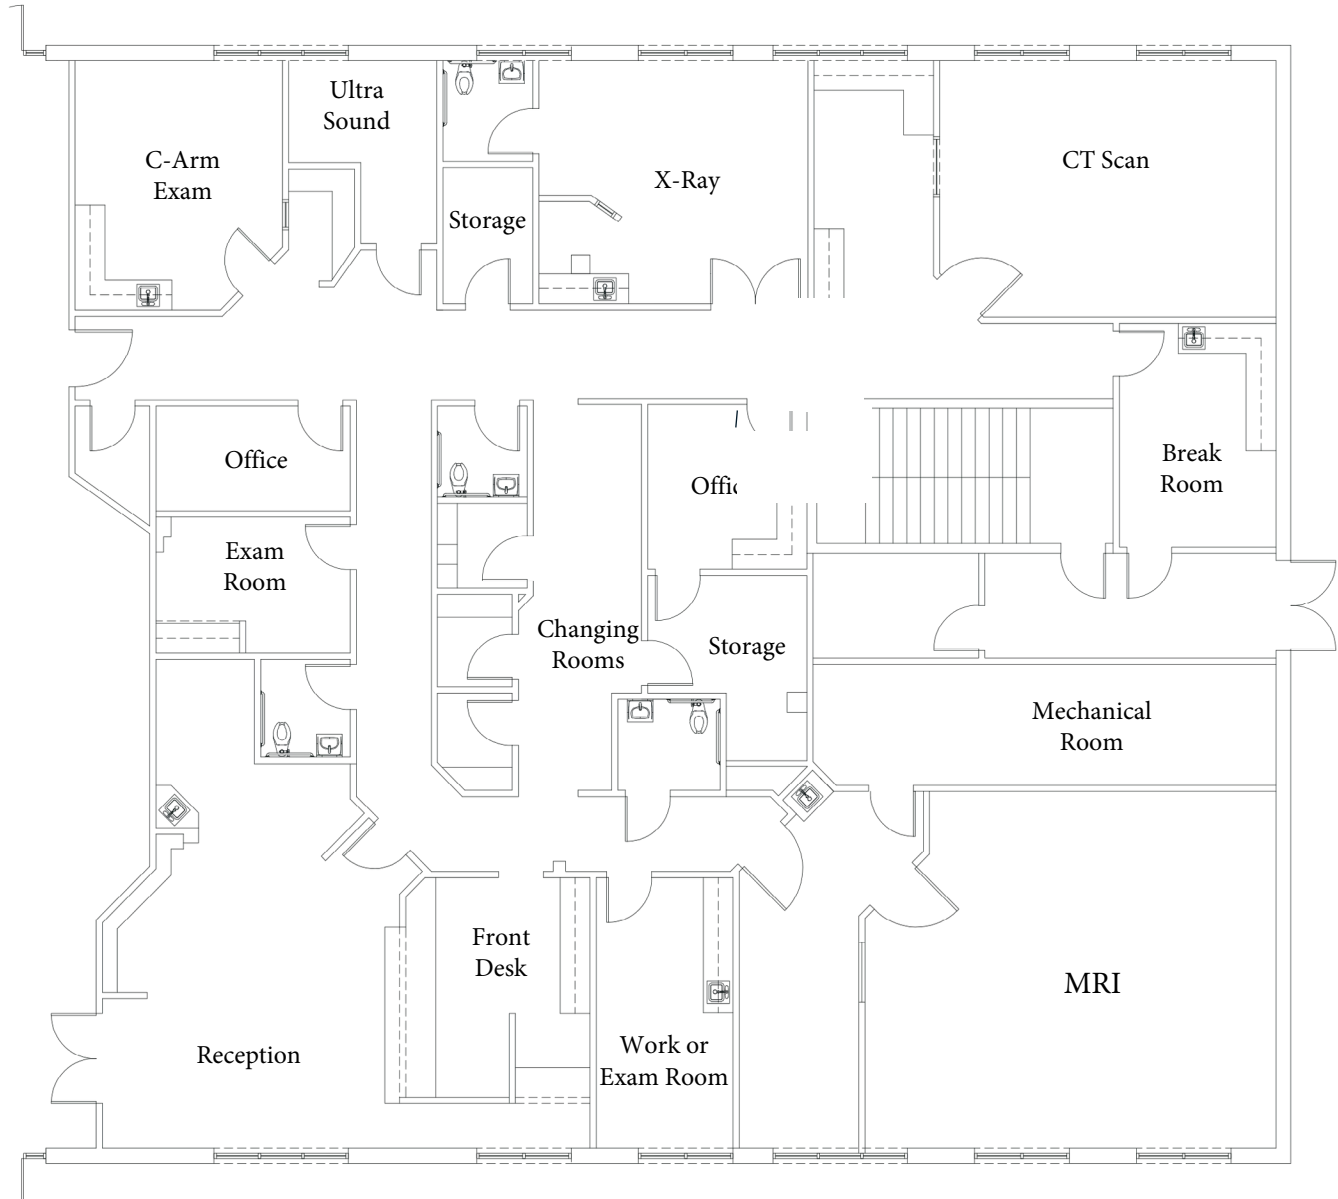 Ultra
Sound
C-Arm
Exam
X-Ray
CT Scan
Storage
Office
Break
Room
Exam
Room
Changing
Rooms
Storage
Mechanical
Room
Front
Desk
MRI
Reception
Work or
Exam Room